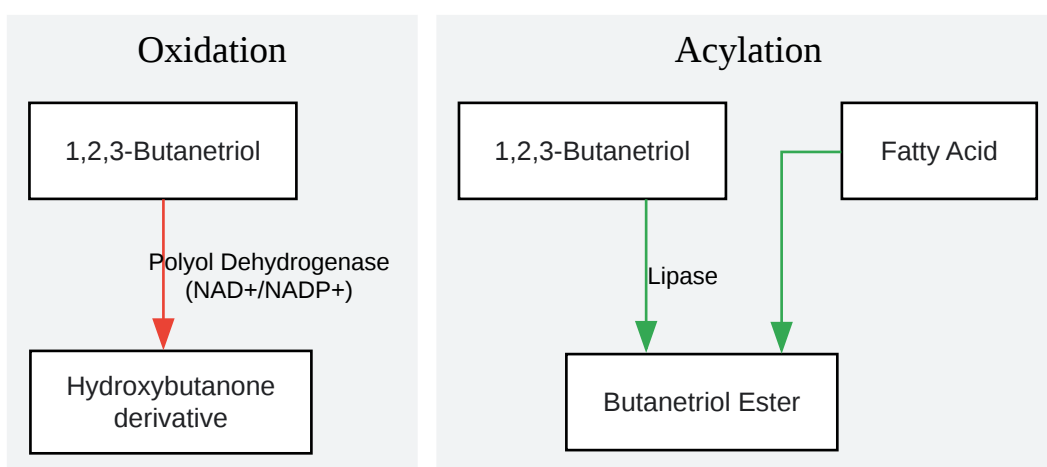 Oxidation
1,2,3-Butanetriol
Polyol Dehydrogenase
(NAD+/NADP+)
Hydroxybutanone
derivative
Acylation
1,2,3-Butanetriol
Fatty Acid
Lipase
Butanetriol Ester